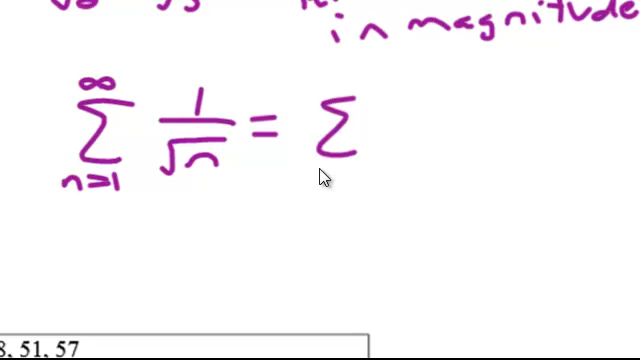 in magnitude
∞
∑ 1/√n = ∑
n=1
8, 51, 57